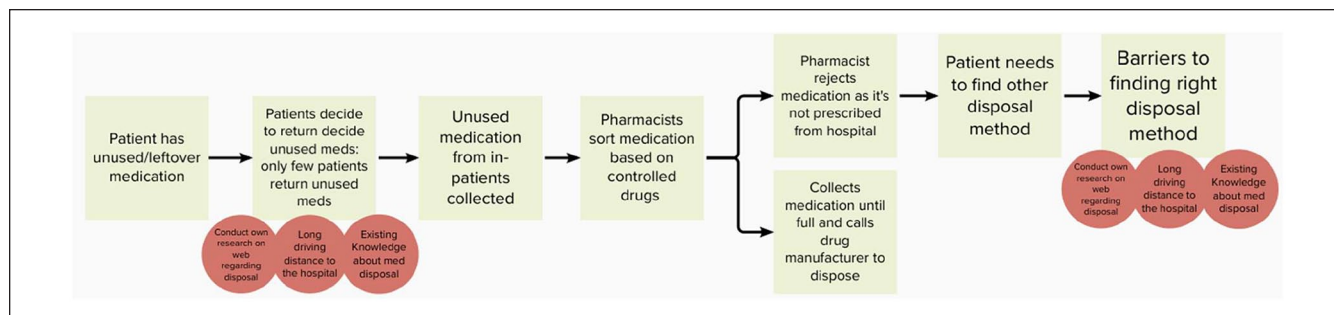 Patient has
unused/leftover
medication
Patients decide
to return decide
unused meds:
only few patients
return unused
meds
Conduct own
research on
web
regarding
disposal
Long
driving
distance to
the hospital
Existing
Knowledge
about med
disposal
Unused
medication
from in-
patients
collected
Pharmacists
sort medication
based on
controlled
drugs
Pharmacist
rejects
medication as it's
not prescribed
from hospital
Collects
medication until
full and calls
drug
manufacturer to
dispose
Patient needs
to find other
disposal
method
Barriers to
finding right
disposal
method
Conduct own
research on
web
regarding
disposal
Long
driving
distance to
the hospital
Existing
Knowledge
about med
disposal